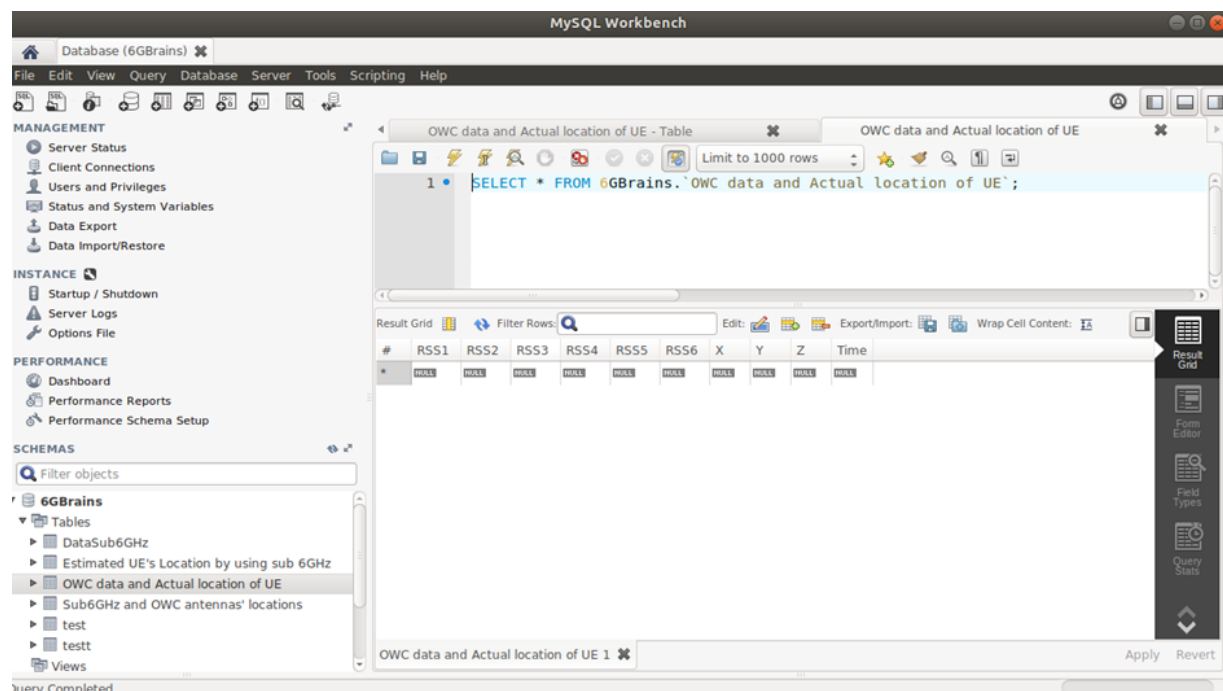 MySQL Workbench
Database (6GBrains)
File Edit View Query Database Server Tools Scripting Help
MANAGEMENT
Server Status
Client Connections
Users and Privileges
Status and System Variables
Data Export
Data Import/Restore
INSTANCE
Startup / Shutdown
Server Logs
Options File
PERFORMANCE
Dashboard
Performance Reports
Performance Schema Setup
SCHEMAS
Filter objects
6GBrains
Tables
DataSub6GHz
Estimated UE's Location by using sub 6GHz
OWC data and Actual location of UE
Sub6GHz and OWC antennas' locations
test
testt
Views
OWC data and Actual location of UE - Table
OWC data and Actual location of UE
Limit to 1000 rows
1 SELECT * FROM 6GBrains.`OWC data and Actual location of UE`;
Result Grid Filter Rows: Edit: Export/Import: Wrap Cell Content:
# RSS1 RSS2 RSS3 RSS4 RSS5 RSS6 X Y Z Time
* NULL NULL NULL NULL NULL NULL NULL NULL NULL NULL
Result
Grid
Form
Editor
Field
Types
Query
Stats
OWC data and Actual location of UE 1
Apply Revert
Query Completed